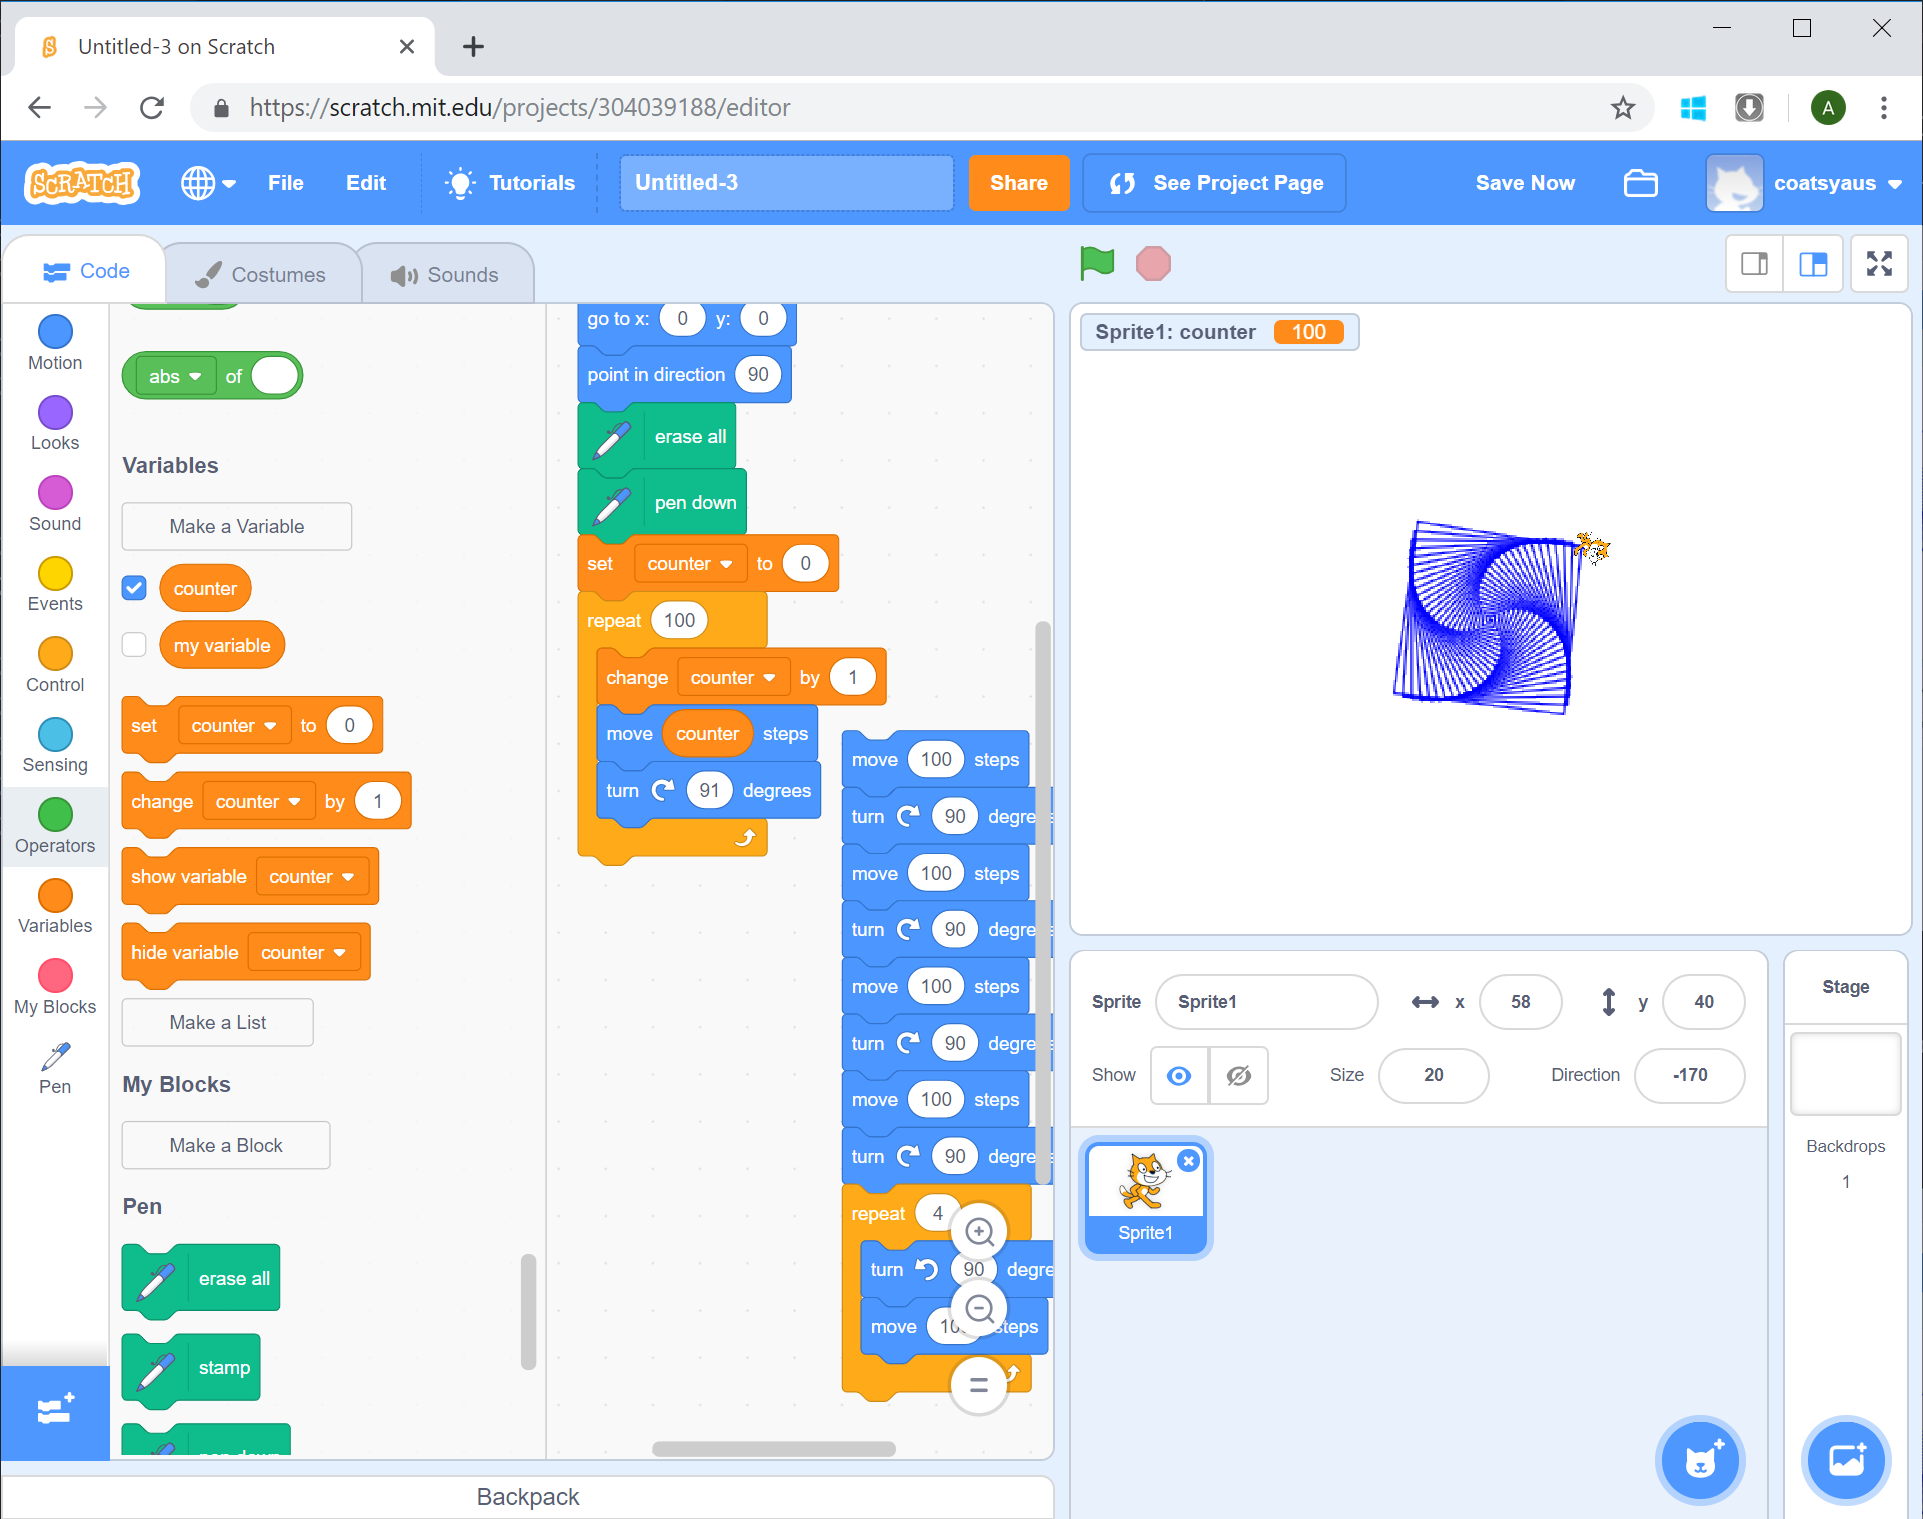 Untitled-3 on Scratch
https://scratch.mit.edu/projects/304039188/editor
A
SCRATCH
File
Edit
Tutorials
Untitled-3
Share
See Project Page
Save Now
coatsyaus
Code
Costumes
Sounds
Motion
Looks
Sound
Events
Control
Sensing
Operators
Variables
My Blocks
Pen
abs of
Variables
Make a Variable
counter
my variable
set counter to 0
change counter by 1
show variable counter
hide variable counter
Make a List
My Blocks
Make a Block
Pen
erase all
stamp
go to x: 0 y: 0
point in direction 90
erase all
pen down
set counter to 0
repeat 100
change counter by 1
move counter steps
turn 91 degrees
move 100 steps
turn 90 degre
move 100 steps
turn 90 degre
move 100 steps
turn 90 degre
move 100 steps
turn 90 degre
repeat 4
turn 90 degre
move 10 steps
Backpack
Sprite1: counter 100
Sprite Sprite1 x 58 y 40
Show Size 20 Direction -170
Sprite1
Stage
Backdrops
1